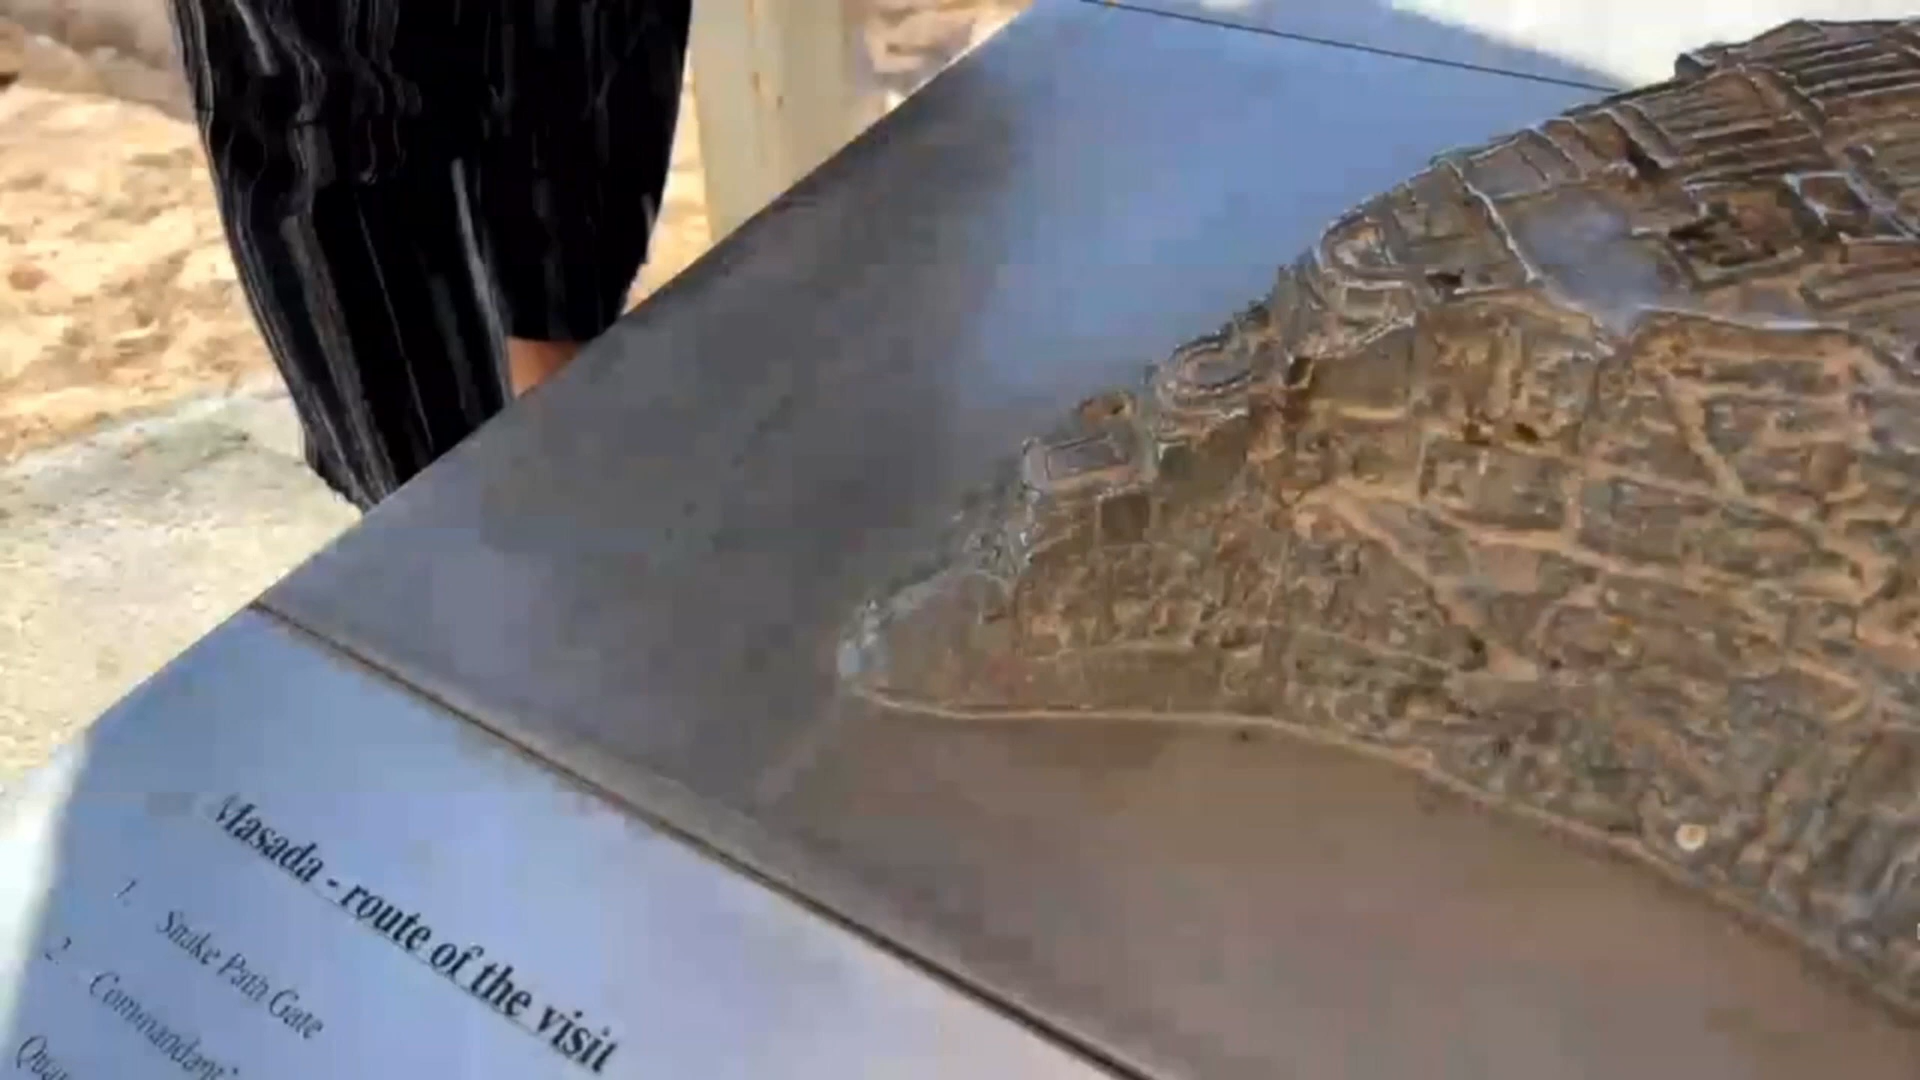 Masada - route of the visit
1. Snake Path Gate
2. Commandant'